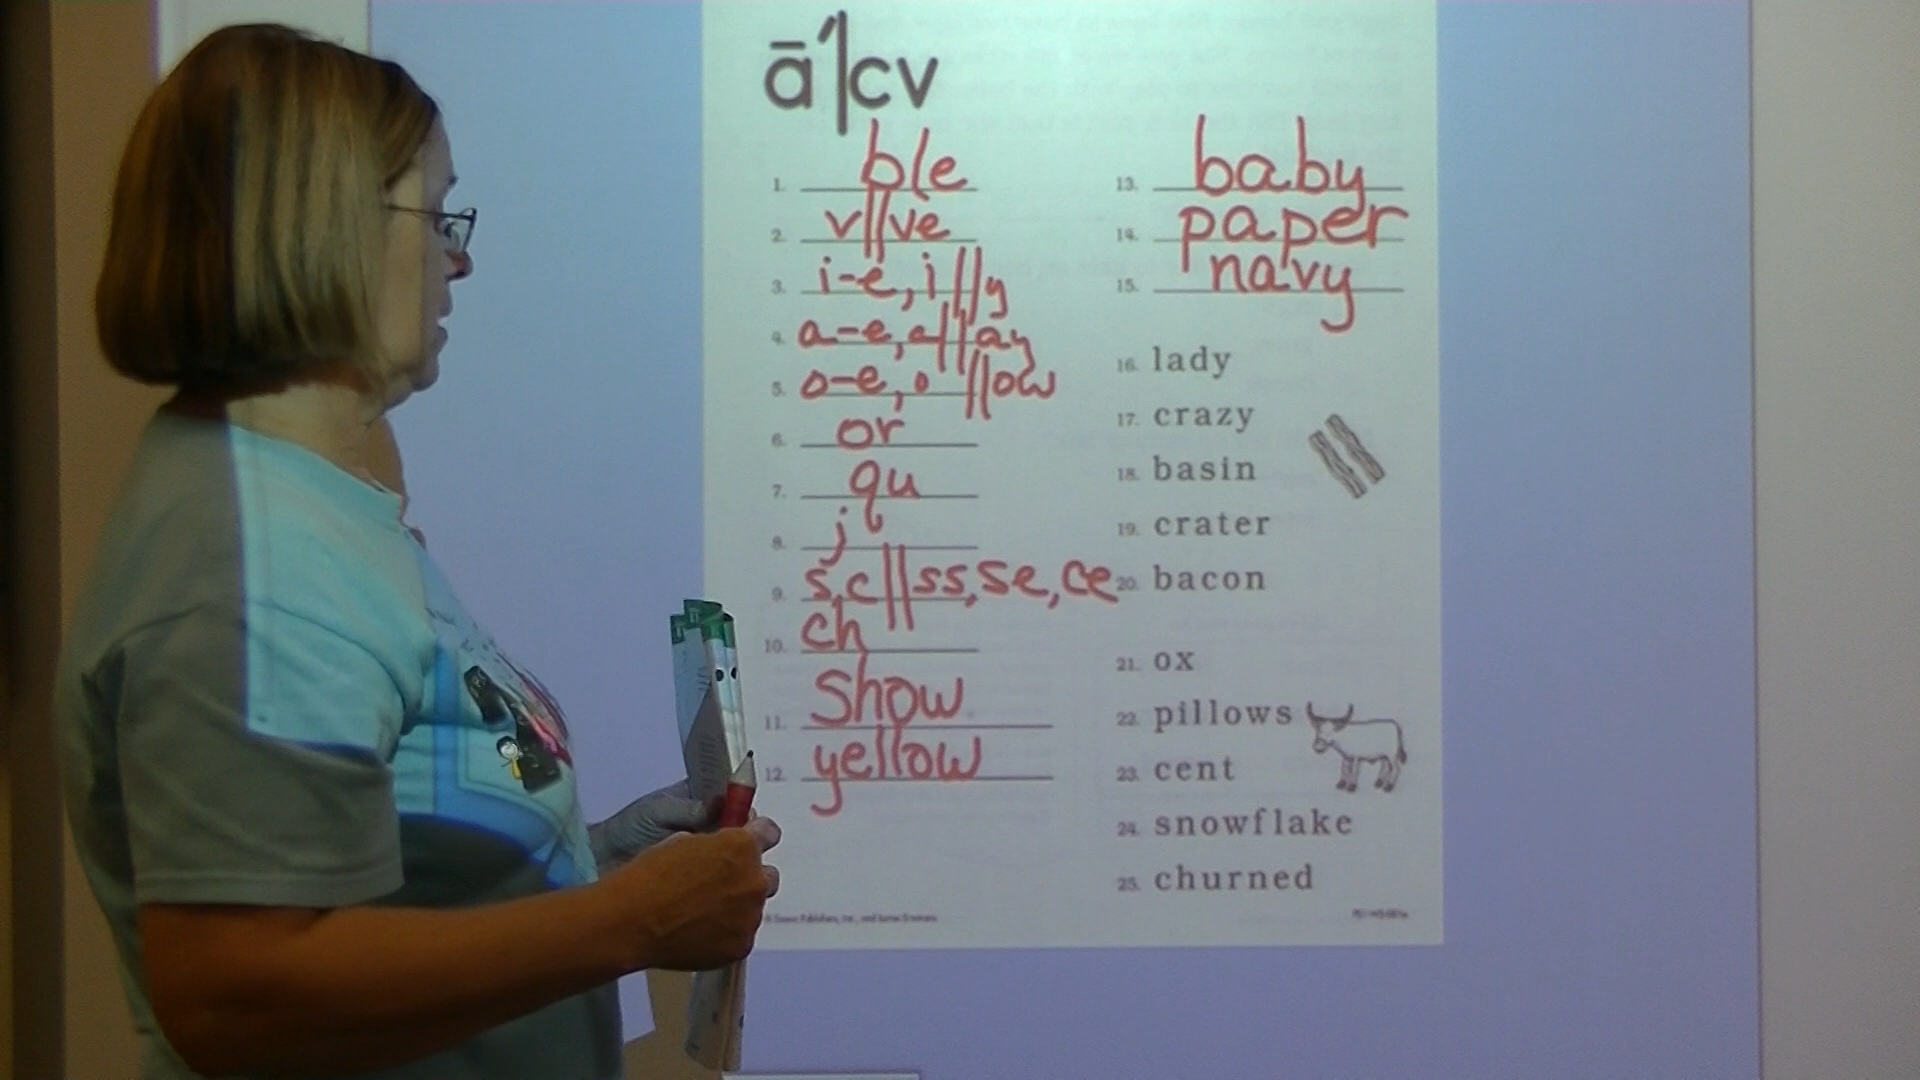 ā́|cv
1. ble
2. v||ve
3. i-e, i||y
4. a-e, a||ay
5. o-e, o||ow
6. or
7. qu
8. j
9. s, c||ss, se, ce
10. ch
11. Show
12. yellow
13. baby
14. paper
15. navy
16. lady
17. crazy
18. basin
19. crater
20. bacon
21. ox
22. pillows
23. cent
24. snowflake
25. churned